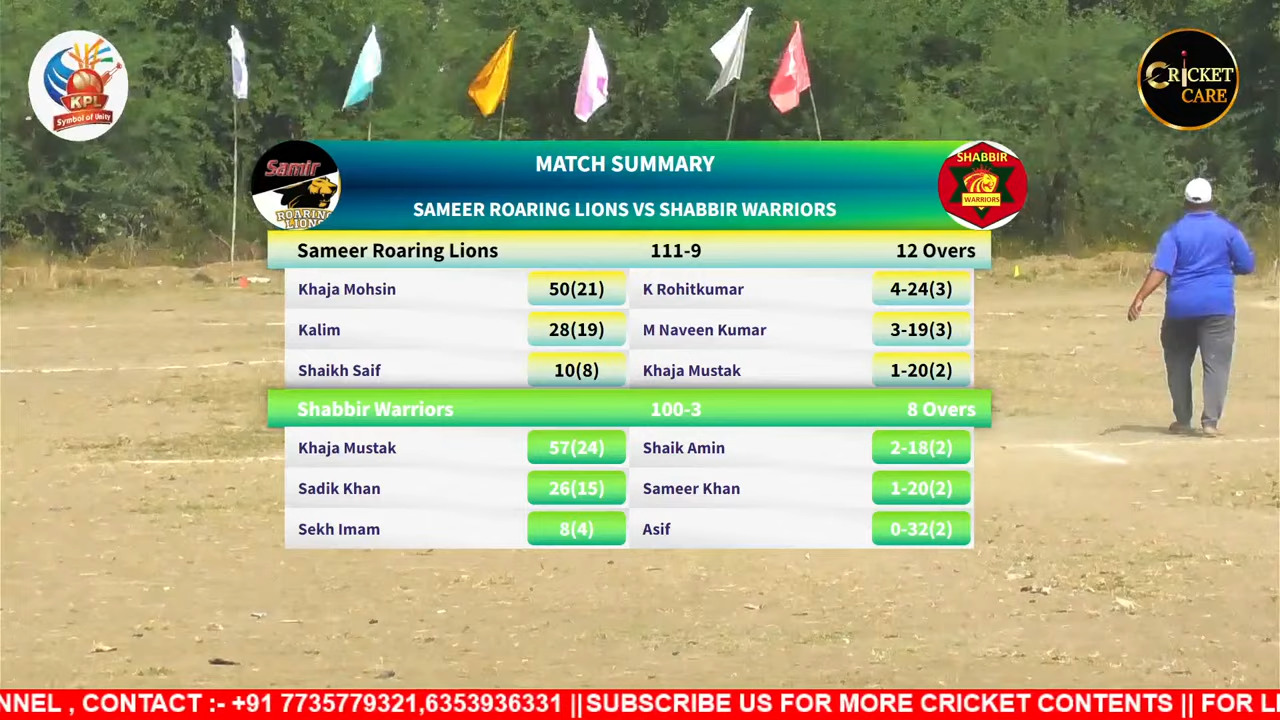 KPL
Symbol of Unity
CRICKET
CARE
Samir
ROARING
LIONS
SHABBIR
WARRIORS
MATCH SUMMARY
SAMEER ROARING LIONS VS SHABBIR WARRIORS
Sameer Roaring Lions 111-9 12 Overs
Khaja Mohsin 50(21) K Rohitkumar 4-24(3)
Kalim 28(19) M Naveen Kumar 3-19(3)
Shaikh Saif 10(8) Khaja Mustak 1-20(2)
Shabbir Warriors 100-3 8 Overs
Khaja Mustak 57(24) Shaik Amin 2-18(2)
Sadik Khan 26(15) Sameer Khan 1-20(2)
Sekh Imam 8(4) Asif 0-32(2)
NNEL , CONTACT :- +91 7735779321,6353936331 || SUBSCRIBE US FOR MORE CRICKET CONTENTS || FOR L